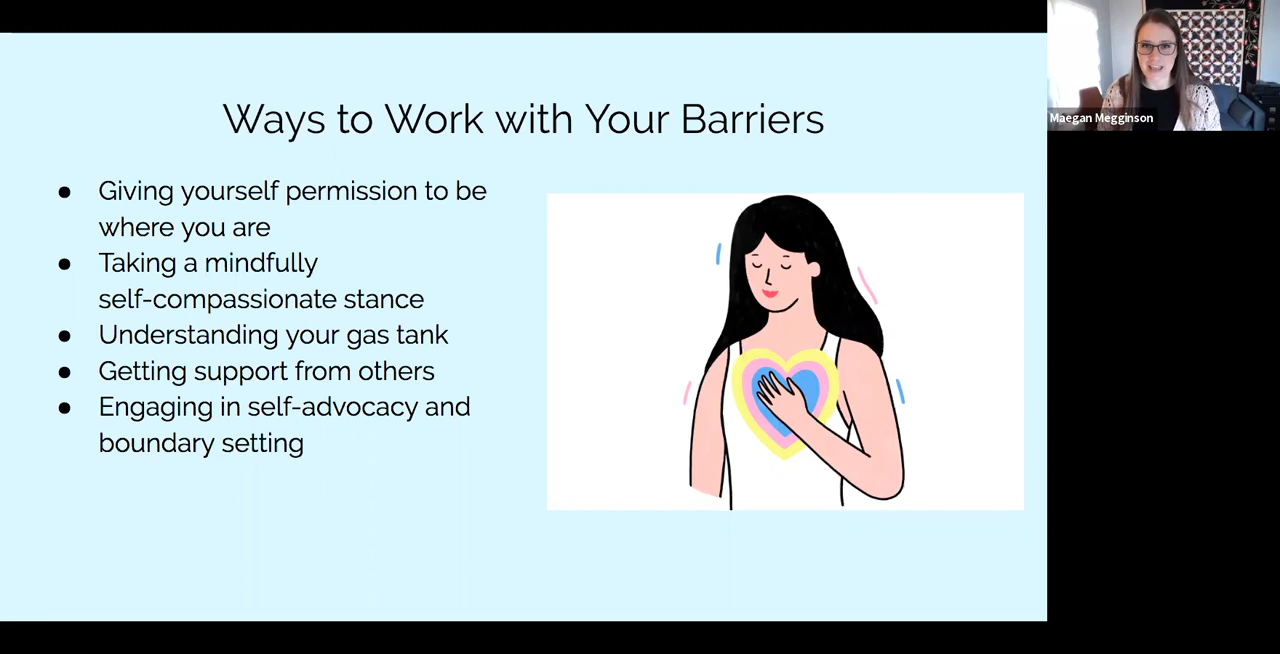 Ways to Work with Your Barriers
● Giving yourself permission to be
where you are
● Taking a mindfully
self-compassionate stance
● Understanding your gas tank
● Getting support from others
● Engaging in self-advocacy and
boundary setting
Maegan Megginson